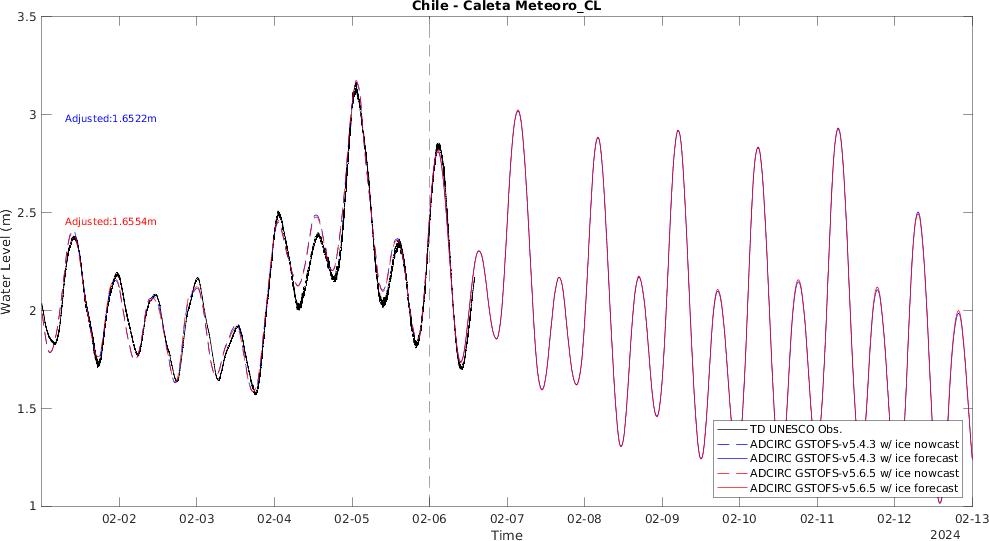 Chile - Caleta Meteoro_CL
3.5
3
2.5
2
1.5
1
Water Level (m)
Adjusted:1.6522m
Adjusted:1.6554m
TD UNESCO Obs.
ADCIRC GSTOFS-v5.4.3 w/ ice nowcast
ADCIRC GSTOFS-v5.4.3 w/ ice forecast
ADCIRC GSTOFS-v5.6.5 w/ ice nowcast
ADCIRC GSTOFS-v5.6.5 w/ ice forecast
02-02 02-03 02-04 02-05 02-06 02-07 02-08 02-09 02-10 02-11 02-12 02-13
Time
2024